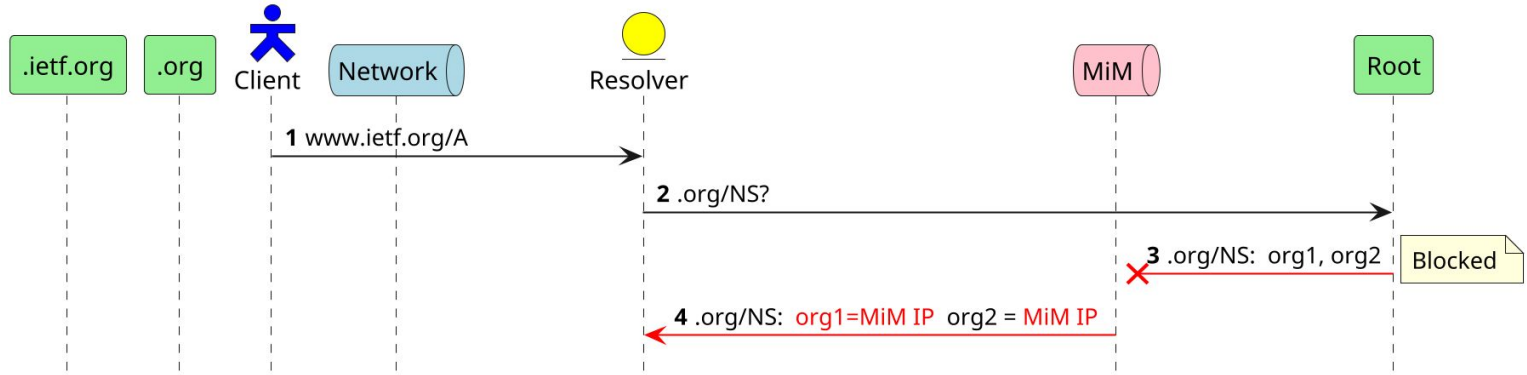 .ietf.org
.org
Client
Network
Resolver
MiM
Root
1 www.ietf.org/A
2 .org/NS?
3 .org/NS:  org1, org2
Blocked
4 .org/NS:  org1=MiM IP  org2 = MiM IP